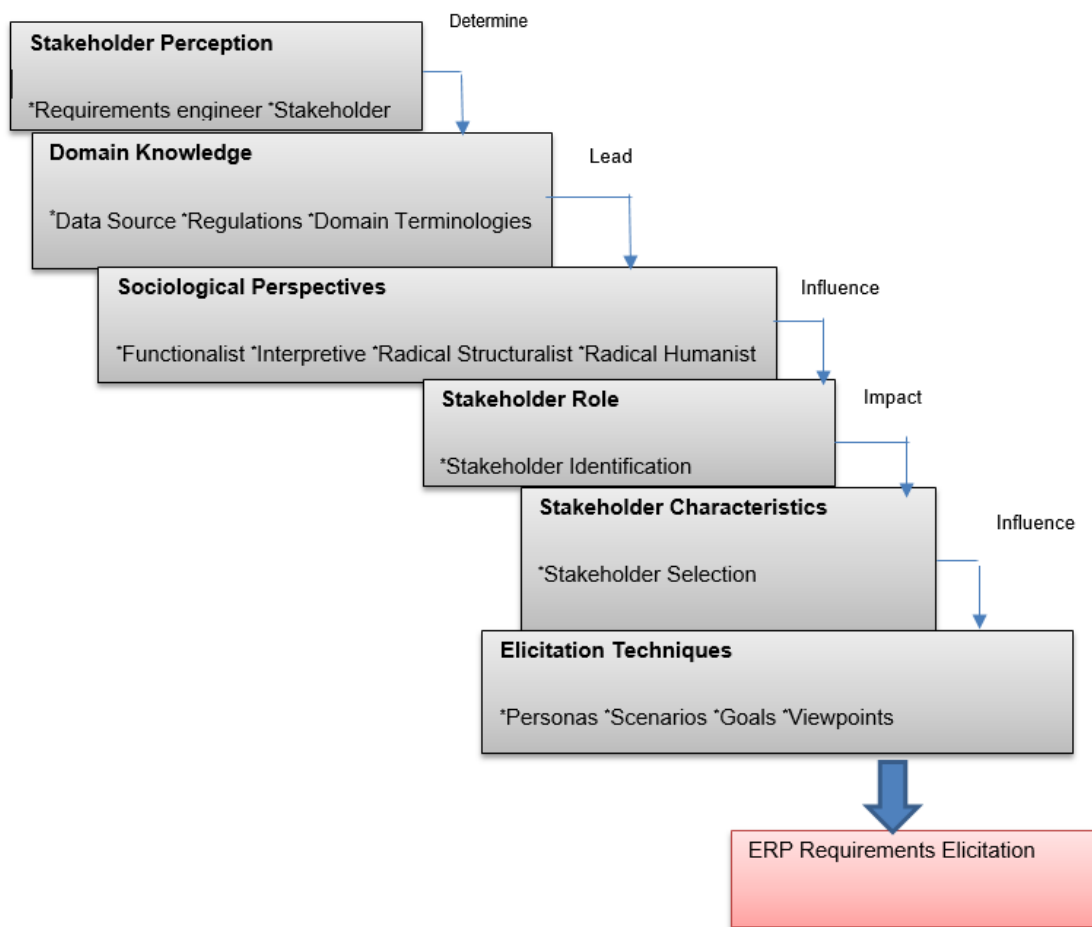 Determine
Stakeholder Perception
*Requirements engineer *Stakeholder
Domain Knowledge
Lead
*Data Source *Regulations *Domain Terminologies
Sociological Perspectives
Influence
*Functionalist *Interpretive *Radical Structuralist *Radical Humanist
Stakeholder Role
Impact
*Stakeholder Identification
Stakeholder Characteristics
Influence
*Stakeholder Selection
Elicitation Techniques
*Personas *Scenarios *Goals *Viewpoints
ERP Requirements Elicitation